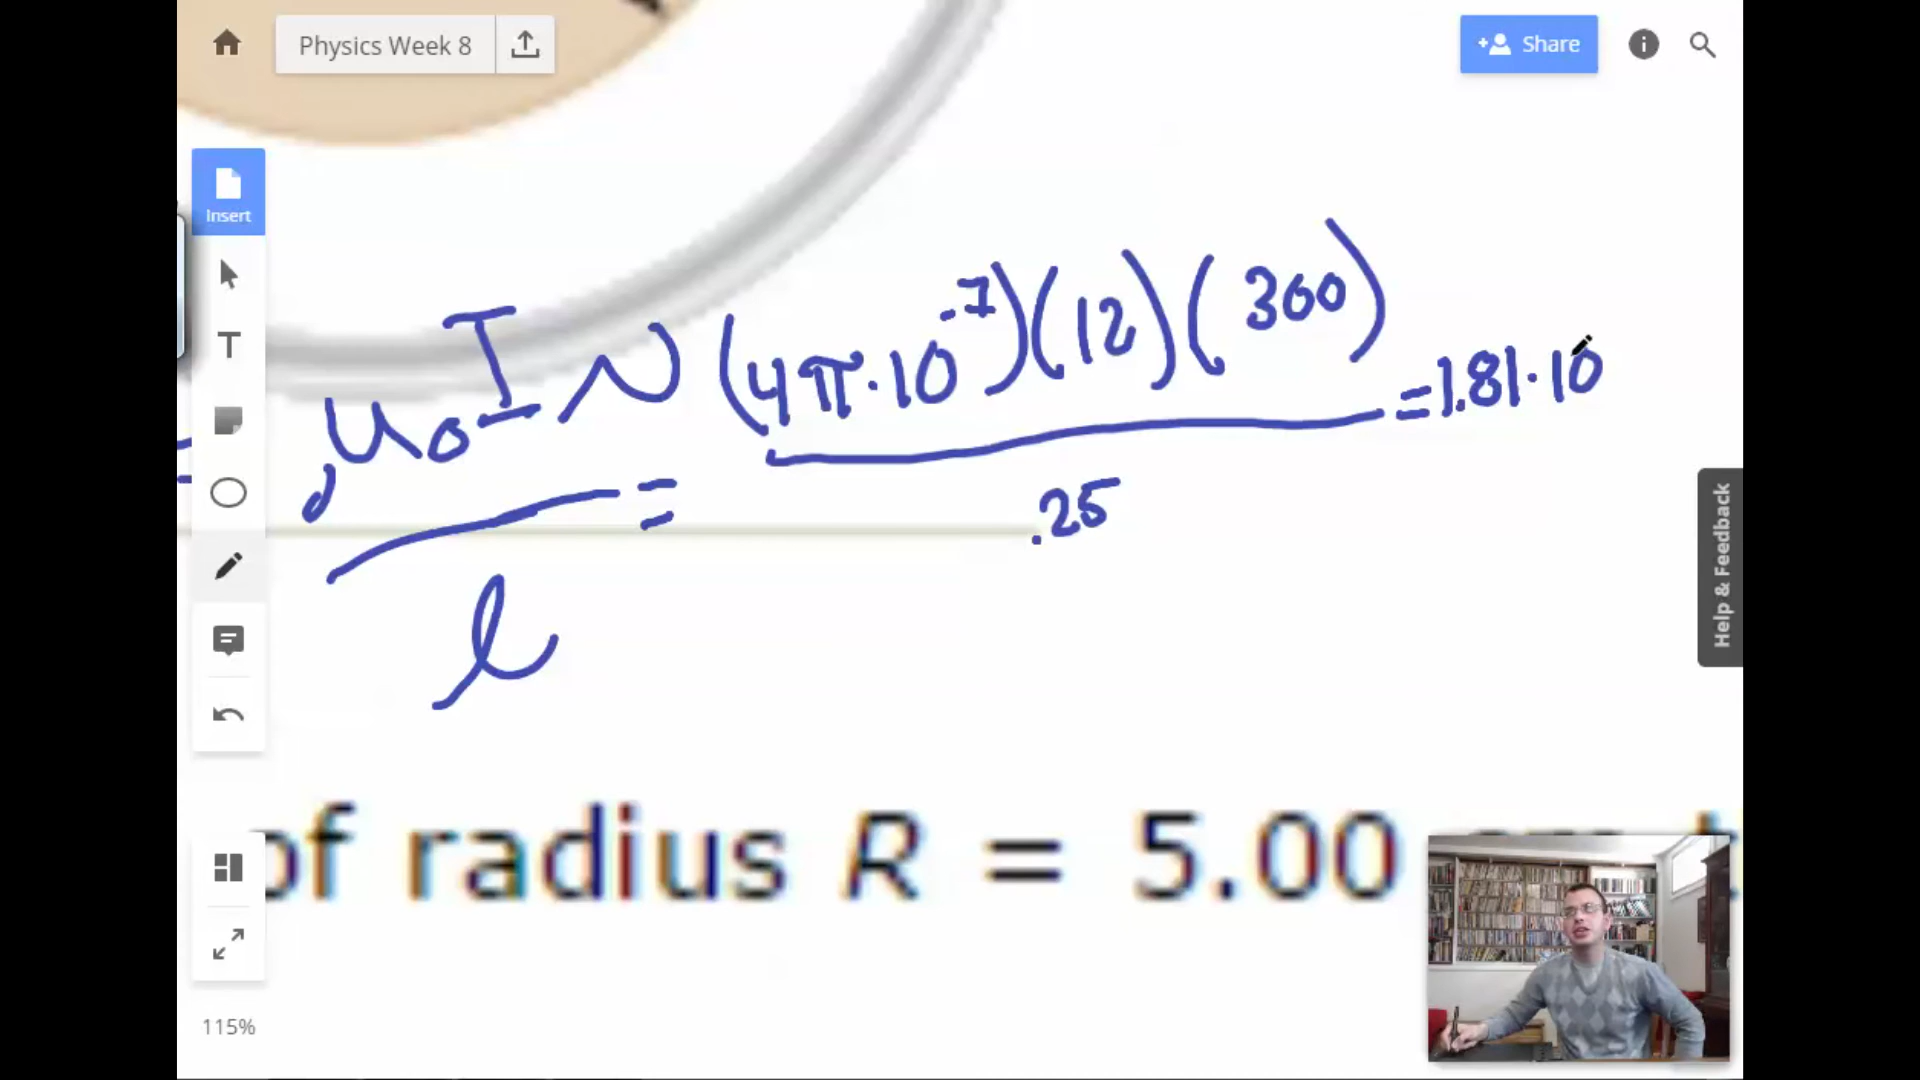 Physics Week 8
Share
Insert
T
μ₀IN
ℓ
=
(4π·10⁻⁷)(12)(300)
.25
=1.81·10
Help & Feedback
of radius R = 5.00
115%